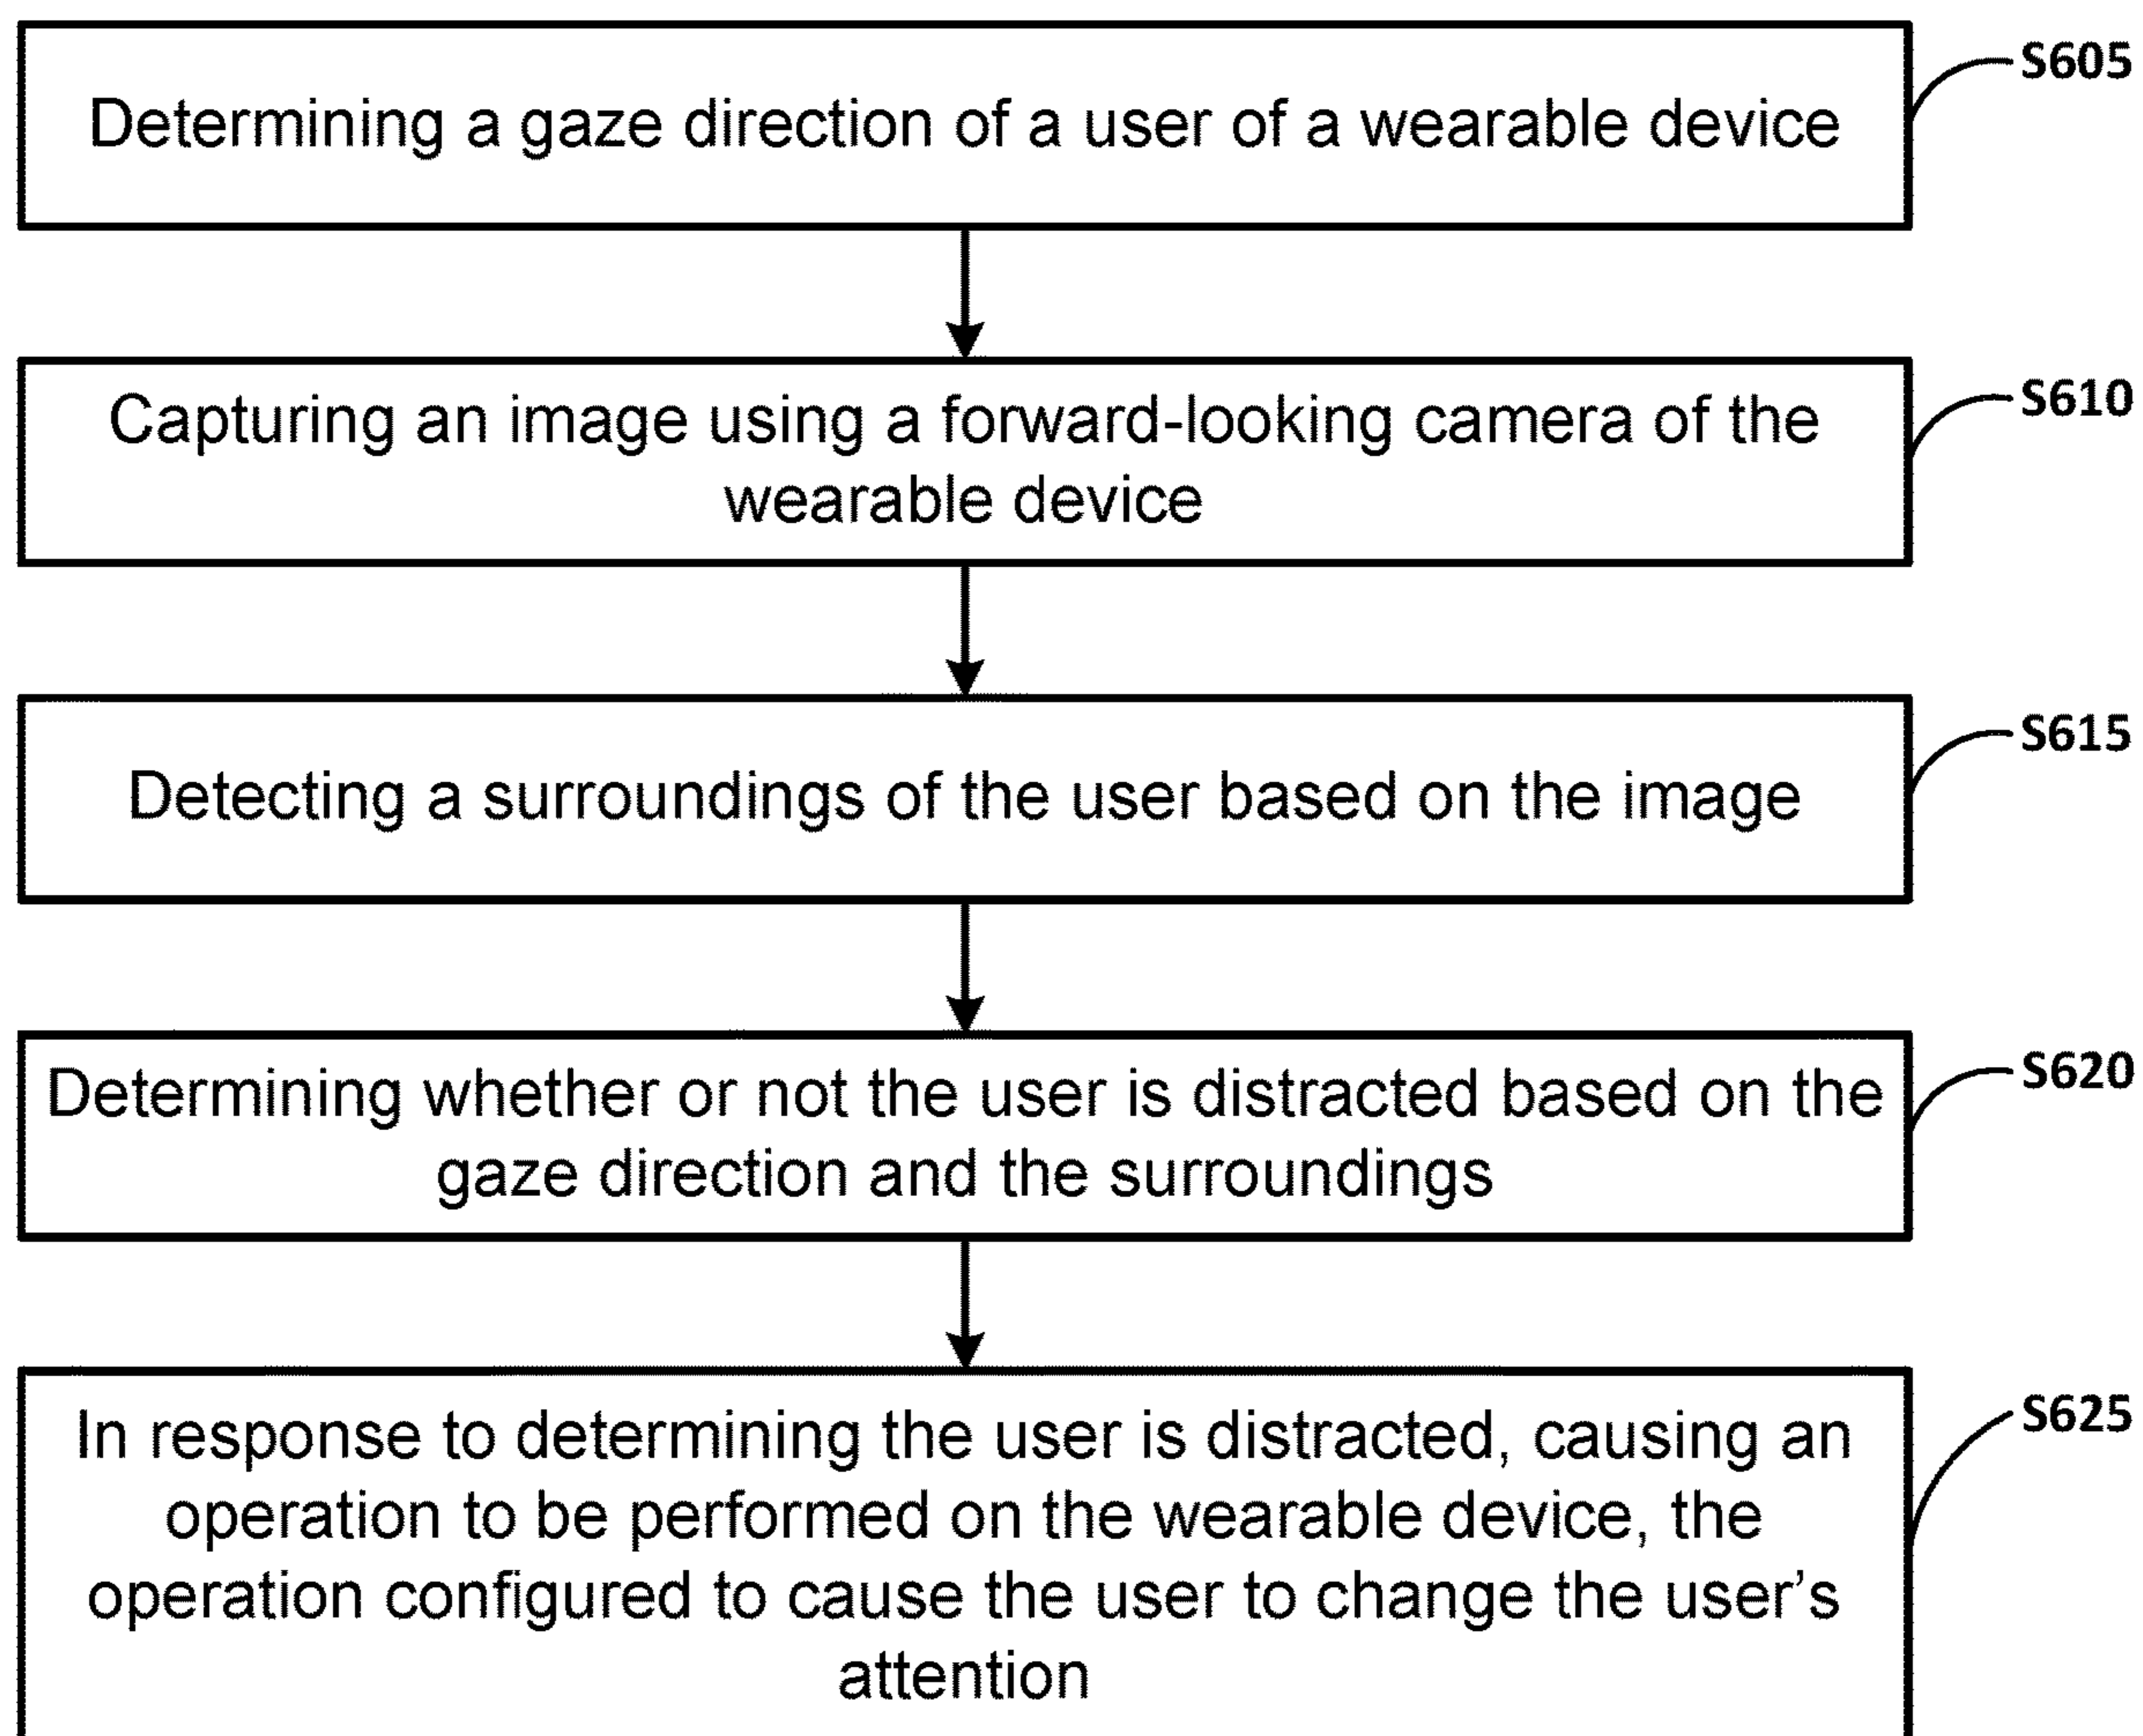 Determining a gaze direction of a user of a wearable device
S605
Capturing an image using a forward-looking camera of the
wearable device
S610
Detecting a surroundings of the user based on the image
S615
Determining whether or not the user is distracted based on the
gaze direction and the surroundings
S620
In response to determining the user is distracted, causing an
operation to be performed on the wearable device, the
operation configured to cause the user to change the user’s
attention
S625